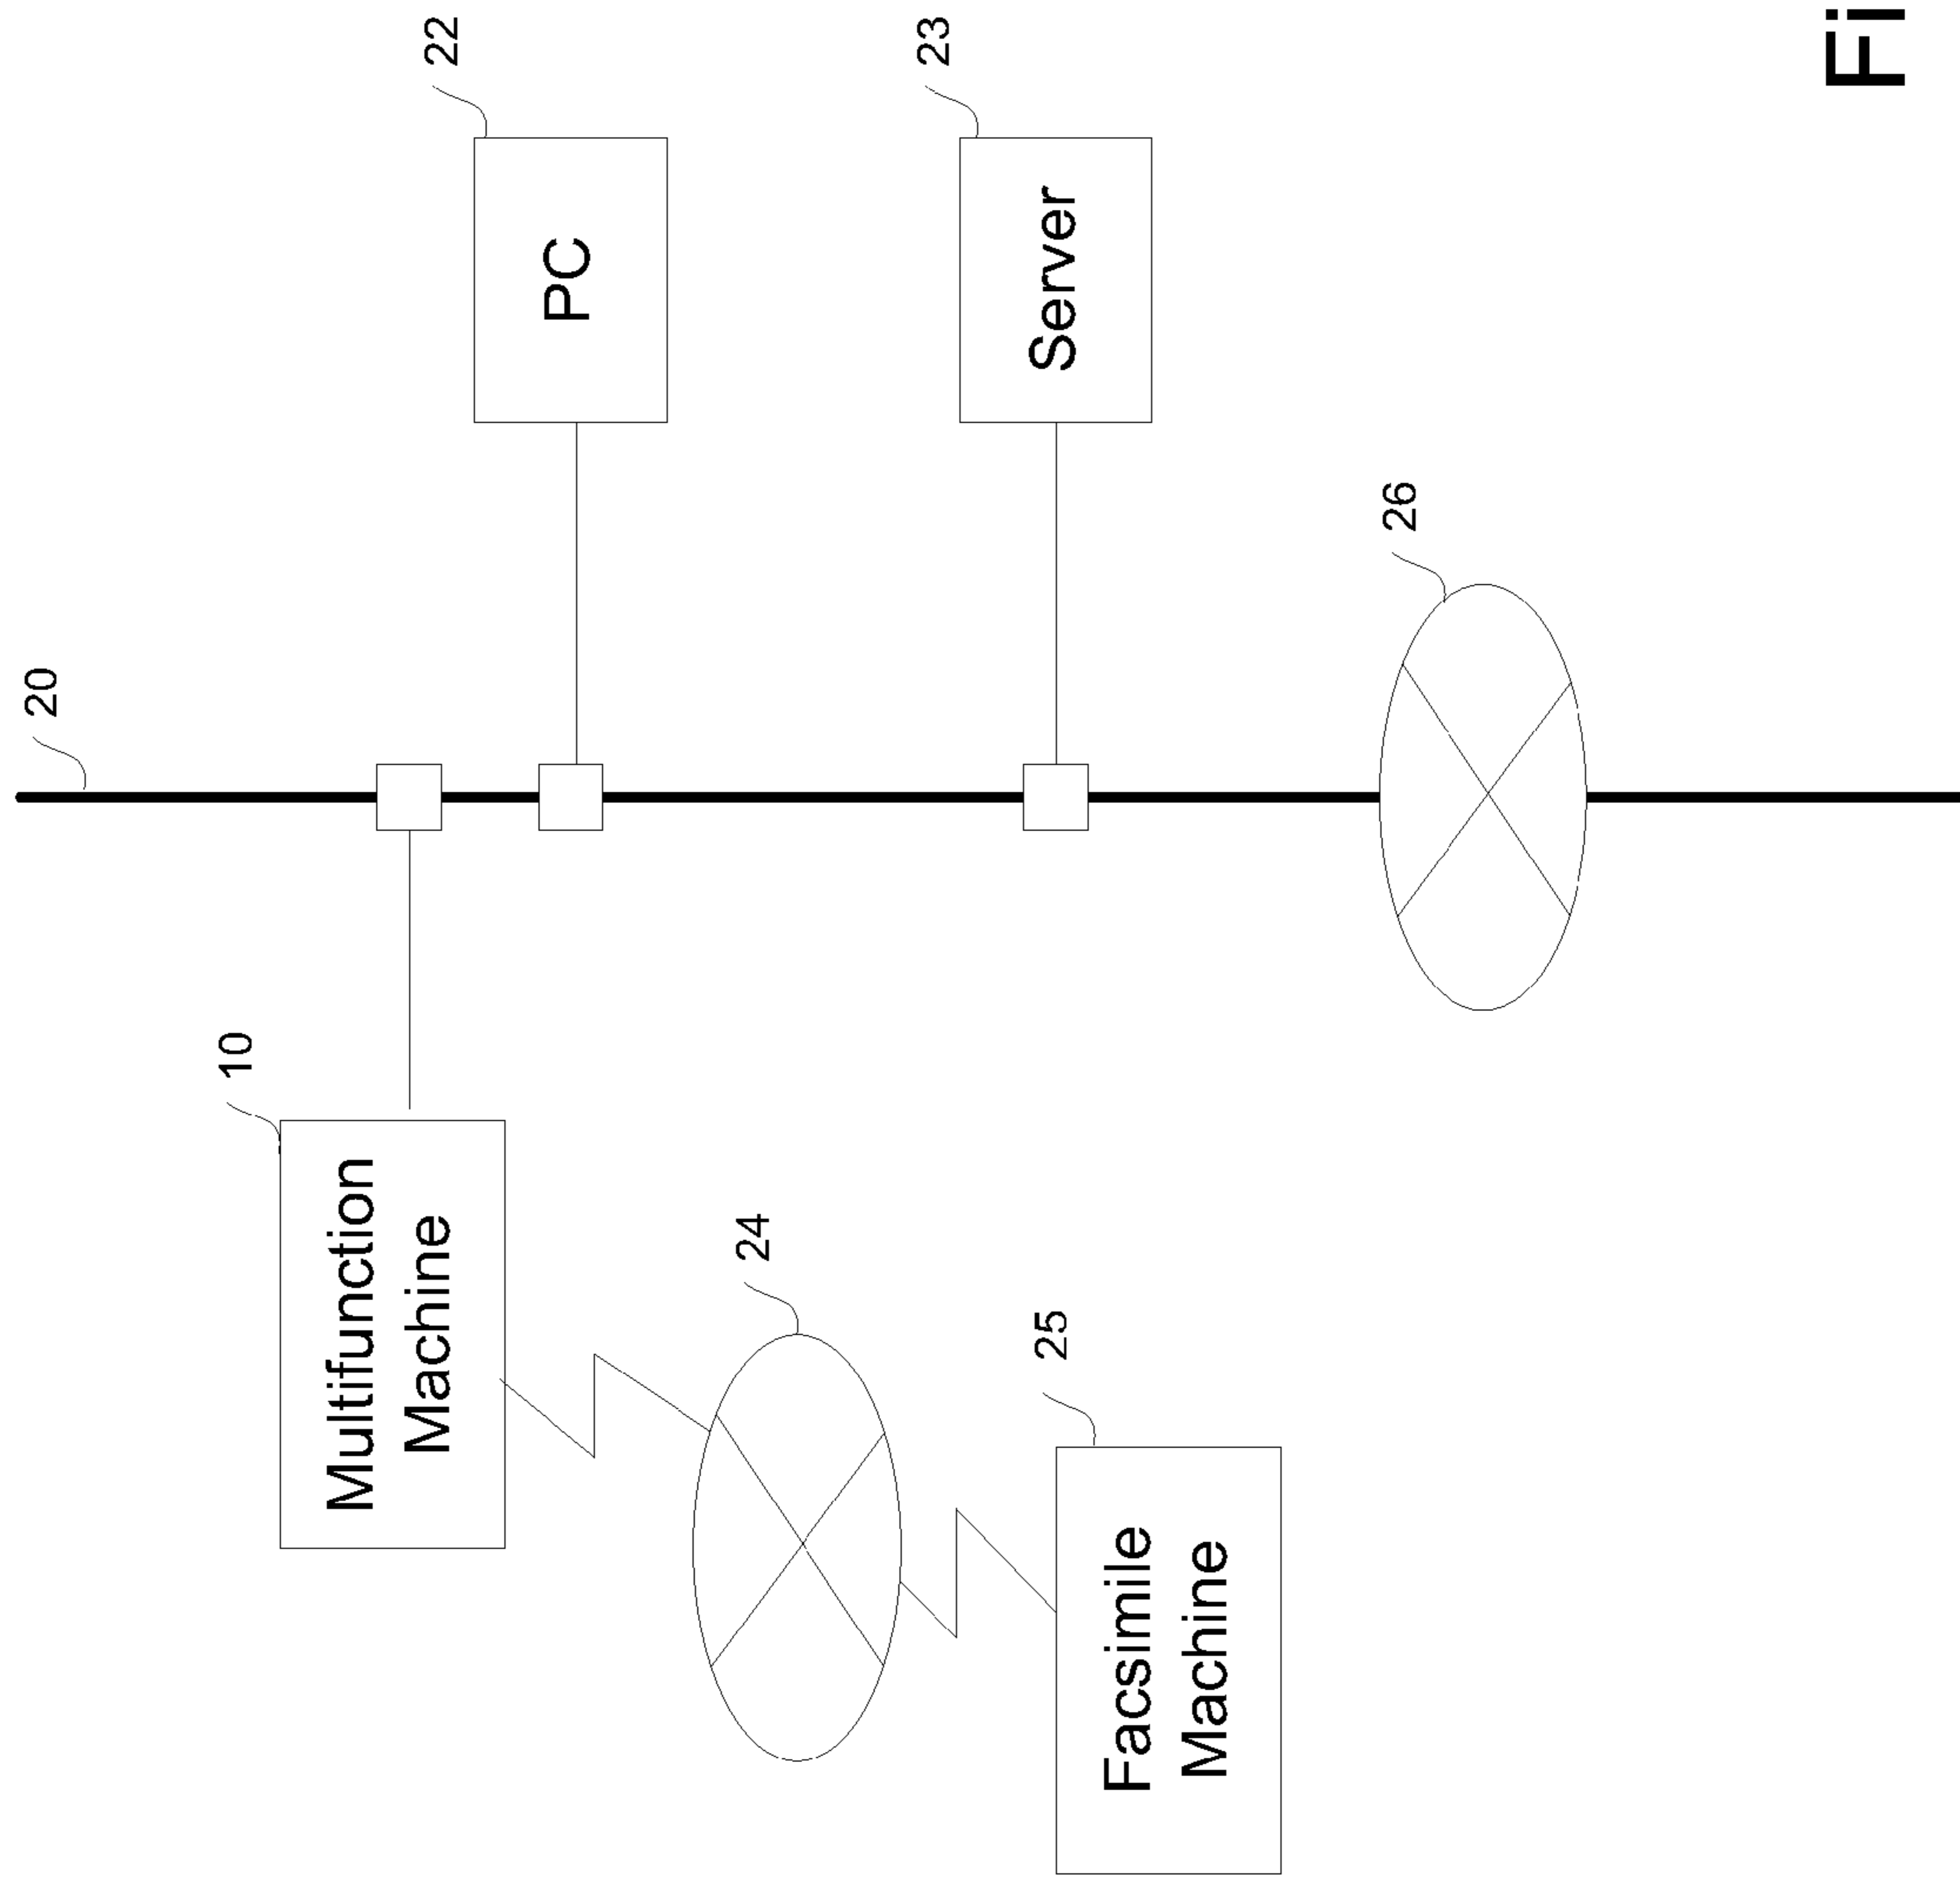 20
22
PC
23
Server
26
10
Multifunction
Machine
24
25
Facsimile
Machine
Fi